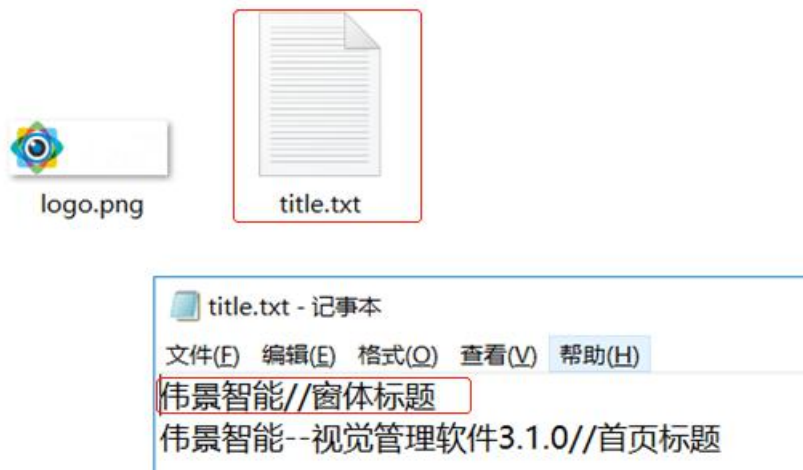 logo.png
title.txt
title.txt - 记事本
文件(F) 编辑(E) 格式(O) 查看(V) 帮助(H)
伟景智能//窗体标题
伟景智能--视觉管理软件3.1.0//首页标题